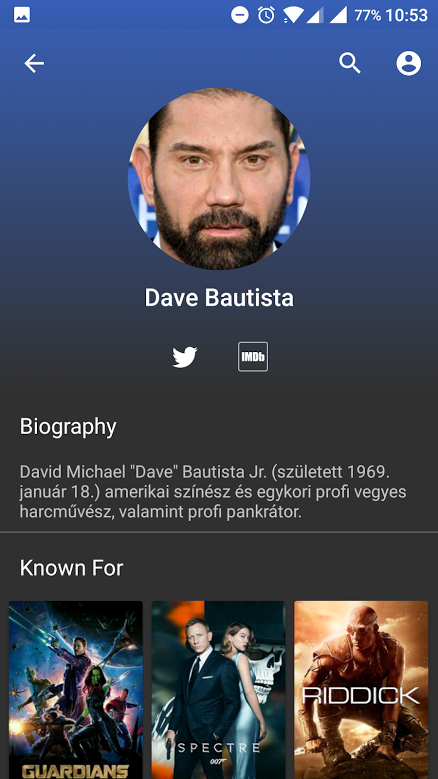 77% 10:53
Dave Bautista
IMDb
Biography
David Michael "Dave" Bautista Jr. (született 1969.
január 18.) amerikai színész és egykori profi vegyes
harcművész, valamint profi pankrátor.
Known For
GUARDIANS
SPECTRE
007
RIDDICK